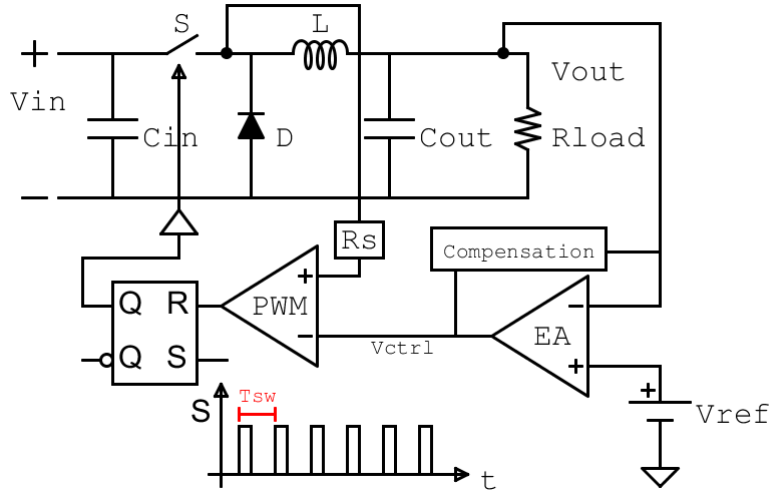 S
L
+
Vin
Cin
D
Cout
Vout
Rload
−
Rs
Compensation
Q R
Q S
+
PWM
−
Vctrl
−
EA
+
+
Vref
S
Tsw
t